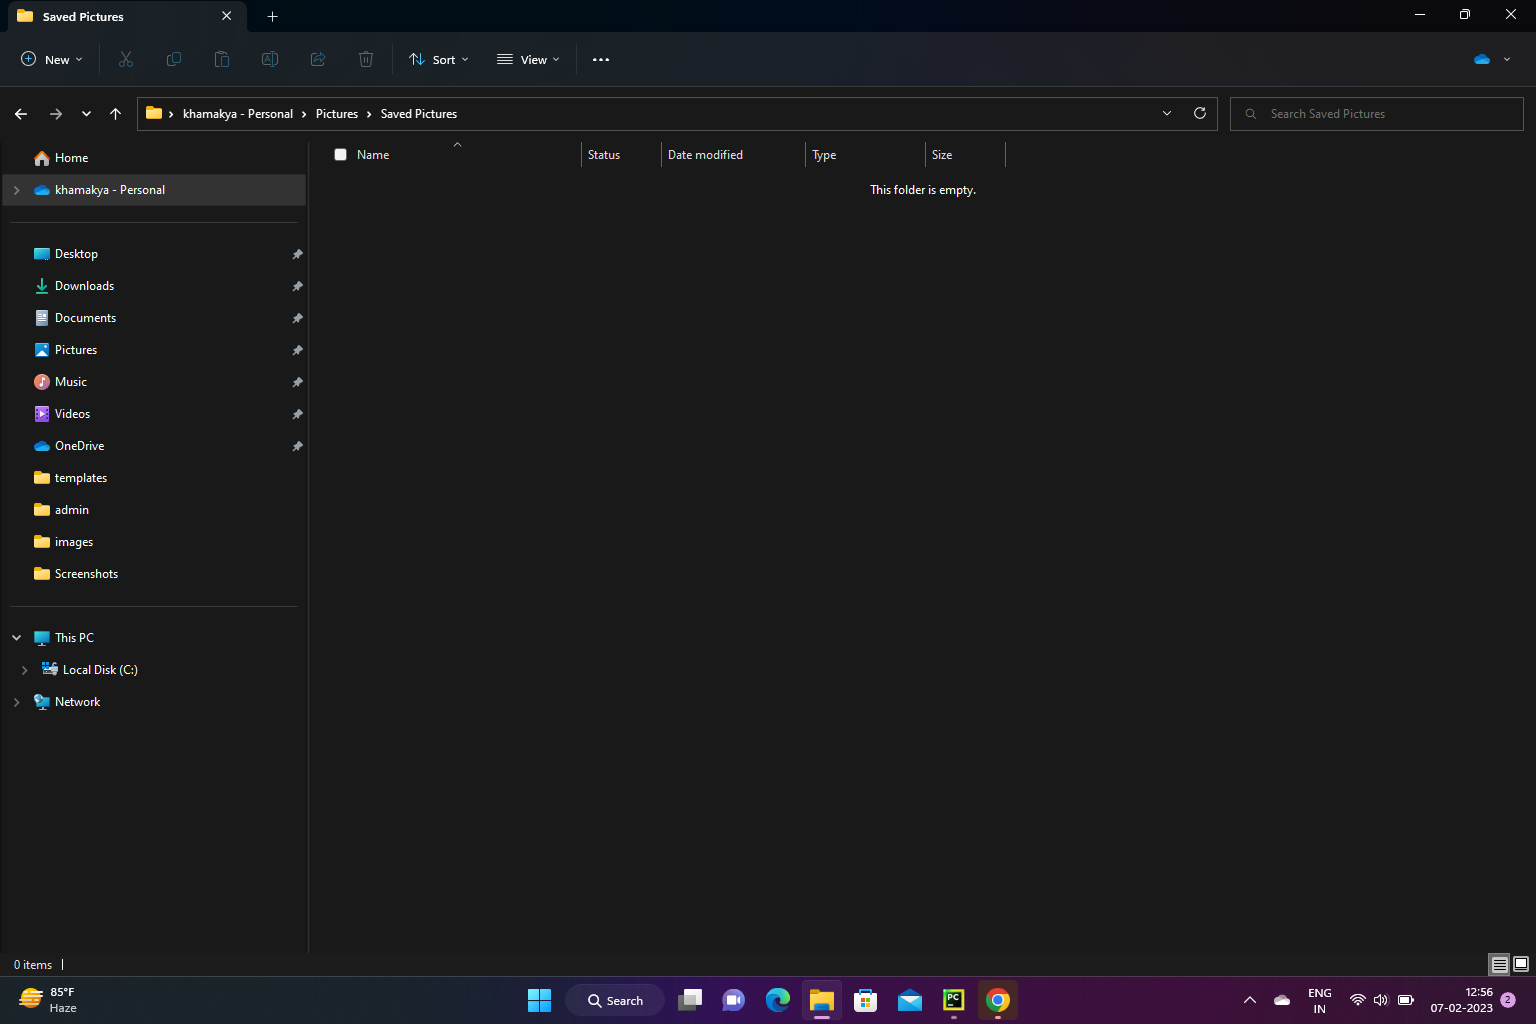 Saved Pictures
New
Sort
View
khamakya - Personal
Pictures
Saved Pictures
Search Saved Pictures
Home
khamakya - Personal
Desktop
Downloads
Documents
Pictures
Music
Videos
OneDrive
templates
admin
images
Screenshots
This PC
Local Disk (C:)
Network
Name
Status
Date modified
Type
Size
This folder is empty.
0 items
85°F
Haze
Search
PC
ENG
IN
12:56
07-02-2023
2